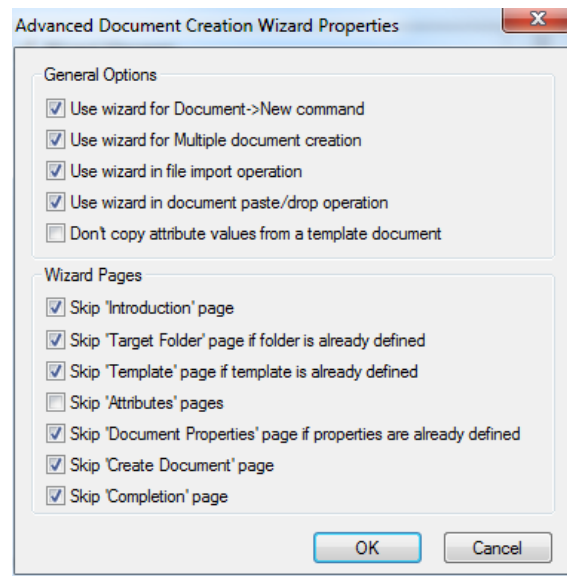 Advanced Document Creation Wizard Properties
General Options
Use wizard for Document->New command
Use wizard for Multiple document creation
Use wizard in file import operation
Use wizard in document paste/drop operation
Don't copy attribute values from a template document
Wizard Pages
Skip 'Introduction' page
Skip 'Target Folder' page if folder is already defined
Skip 'Template' page if template is already defined
Skip 'Attributes' pages
Skip 'Document Properties' page if properties are already defined
Skip 'Create Document' page
Skip 'Completion' page
OK Cancel